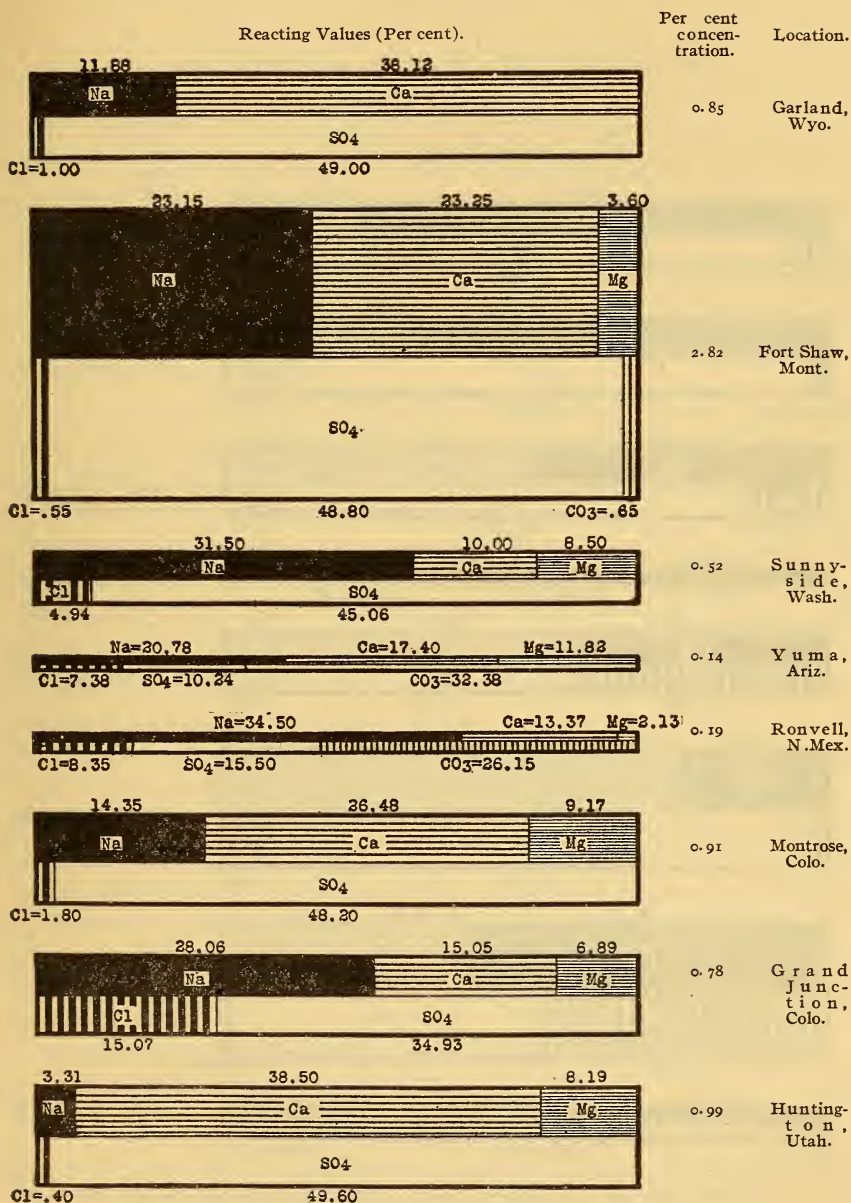 Reacting Values (Per cent).
Per cent
concen-
tration.
Location.
11.88 38.12
Na Ca
SO4
Cl=1.00 49.00
0.85
Garland,
Wyo.
23.15 23.25 3.60
Na Ca Mg
SO4
Cl=.55 48.80 CO3=.65
2.82
Fort Shaw,
Mont.
31.50 10.00 8.50
Na Ca Mg
Cl SO4
4.94 45.06
0.52
Sunny-
side,
Wash.
Na=20.78 Ca=17.40 Mg=11.82
Cl=7.38 SO4=10.24 CO3=32.38
0.14
Yuma,
Ariz.
Na=34.50 Ca=13.37 Mg=2.13
Cl=8.35 SO4=15.50 CO3=26.15
0.19
Ronvell,
N.Mex.
14.35 26.48 9.17
Na Ca Mg
SO4
Cl=1.80 48.20
0.91
Montrose,
Colo.
28.06 15.05 6.89
Na Ca Mg
Cl SO4
15.07 34.93
0.78
Grand
Junc-
tion,
Colo.
3.31 38.50 8.19
Na Ca Mg
SO4
Cl=.40 49.60
0.99
Hunting-
ton,
Utah.